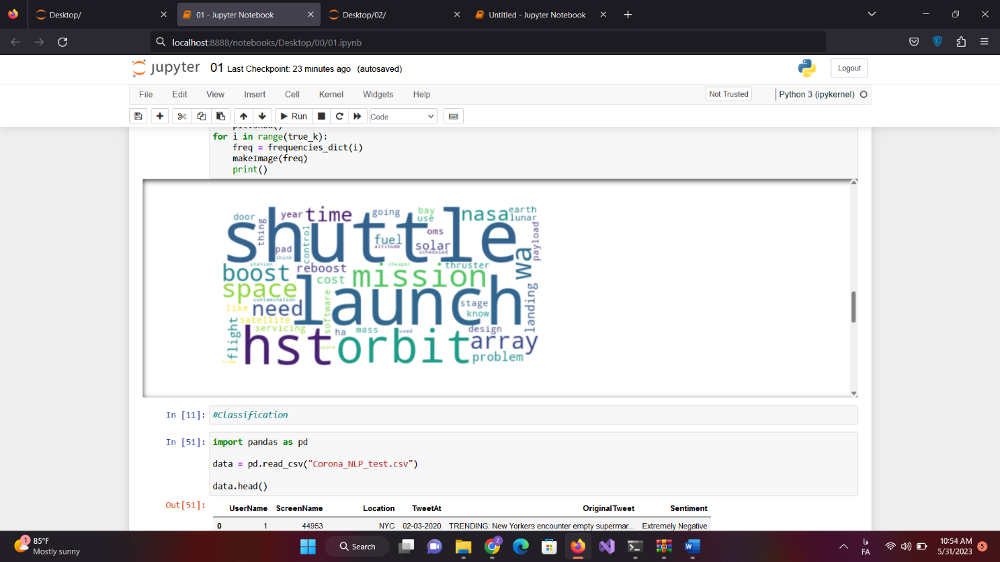 Desktop/
01 - Jupyter Notebook
Desktop/02/
Untitled - Jupyter Notebook
localhost:8888/notebooks/Desktop/00/01.ipynb
jupyter 01 Last Checkpoint: 23 minutes ago (autosaved)
Logout
File Edit View Insert Cell Kernel Widgets Help
Not Trusted
Python 3 (ipykernel)
Run
Code
for i in range(true_k):
freq = frequencies_dict(i)
makeImage(freq)
print()
door
year
time
going
bay
use
nasa
earth
lunar
shuttle
thing
control
pad
think
fuel
altitude
oms
solar
scheduled
payload
wa
station
boost
reboost
cheaper
thruster
space
cost
mission
contamination
like
need
launch
software
stage
know
landing
satellite
servicing
flight
hst
ha
mass
used
design
orbit
array
spare
problem
crew
In [11]: #Classification
In [51]: import pandas as pd
data = pd.read_csv("Corona_NLP_test.csv")
data.head()
Out[51]:
UserName ScreenName Location TweetAt OriginalTweet Sentiment
0 1 44953 NYC 02-03-2020 TRENDING: New Yorkers encounter empty supermar... Extremely Negative
1
85°F
Mostly sunny
Search
2
فا
FA
10:54 AM
5/31/2023
5